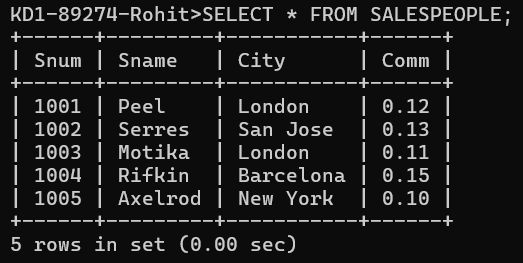 KD1-89274-Rohit>SELECT * FROM SALESPEOPLE;
+------+---------+-----------+------+
| Snum | Sname   | City      | Comm |
+------+---------+-----------+------+
| 1001 | Peel    | London    | 0.12 |
| 1002 | Serres  | San Jose  | 0.13 |
| 1003 | Motika  | London    | 0.11 |
| 1004 | Rifkin  | Barcelona | 0.15 |
| 1005 | Axelrod | New York  | 0.10 |
+------+---------+-----------+------+
5 rows in set (0.00 sec)